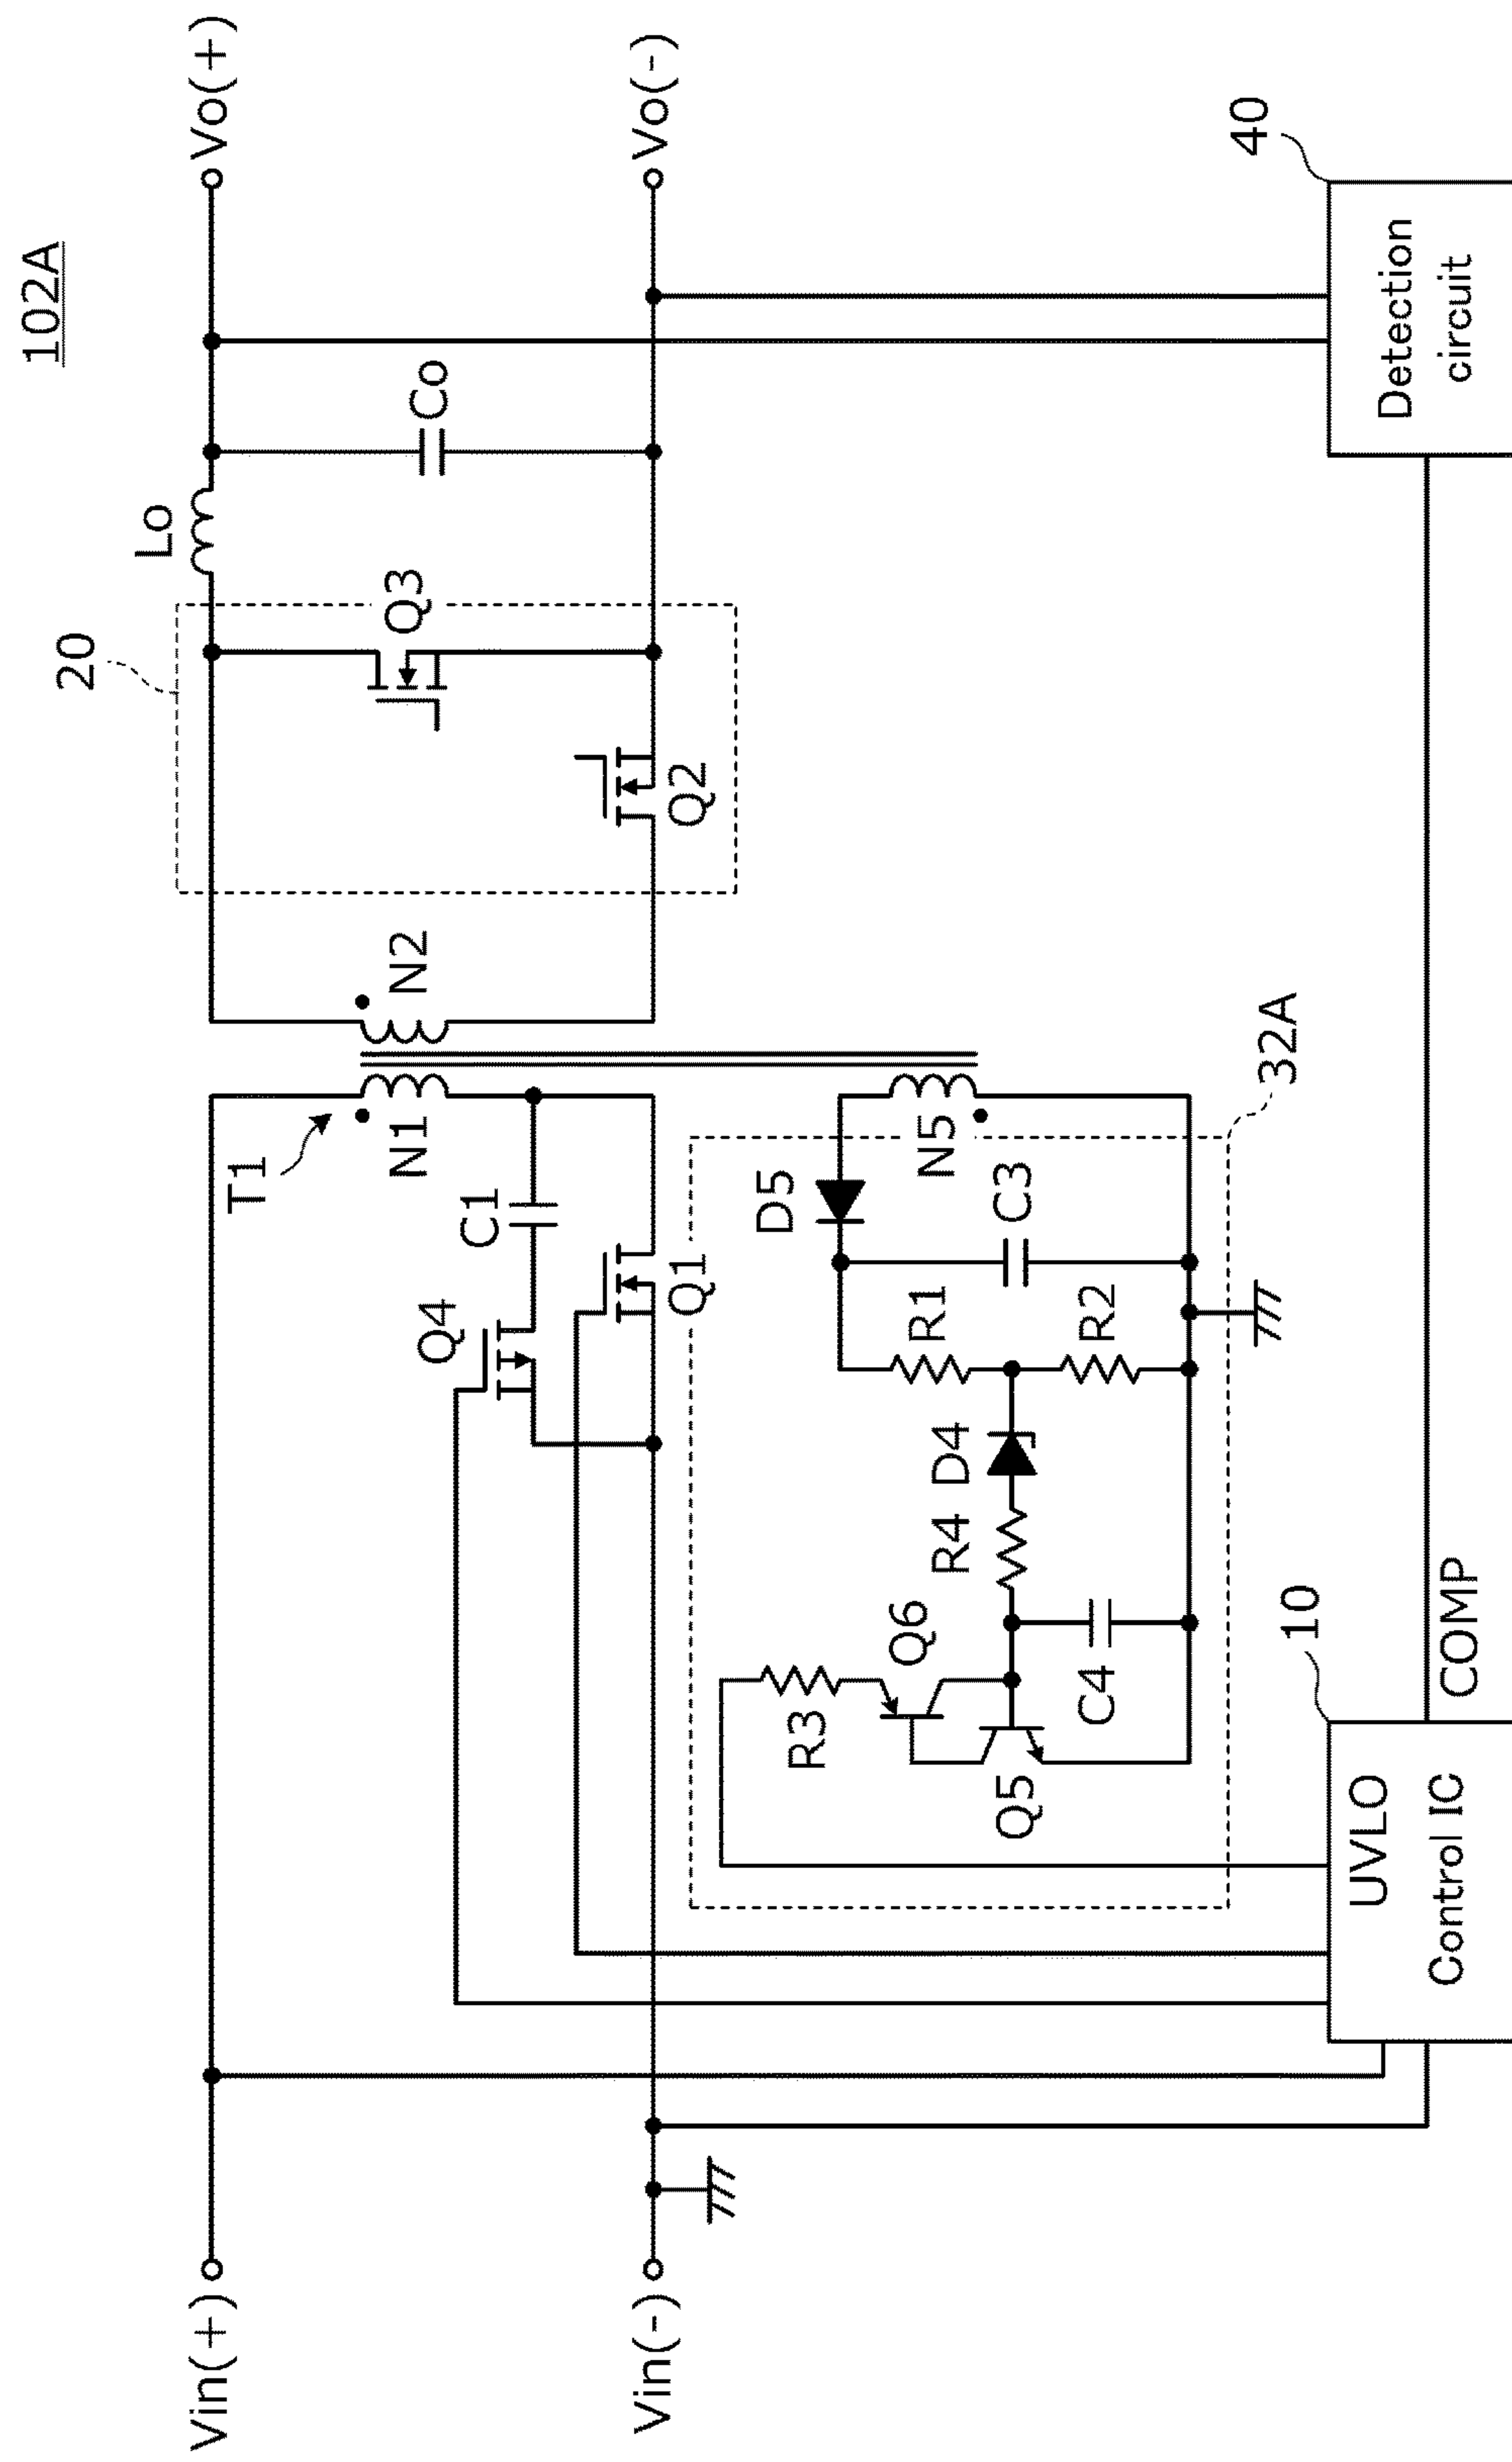 102A
Vin(+)
Vo(+)
Vin(-)
Vo(-)
T1
N1
N2
20
Lo
Q3
Q2
Co
C1
Q4
Q1
D5
N5
C3
R1
R2
D4
R4
Q6
R3
Q5
C4
32A
10
UVLO
Control IC
COMP
40
Detection
circuit